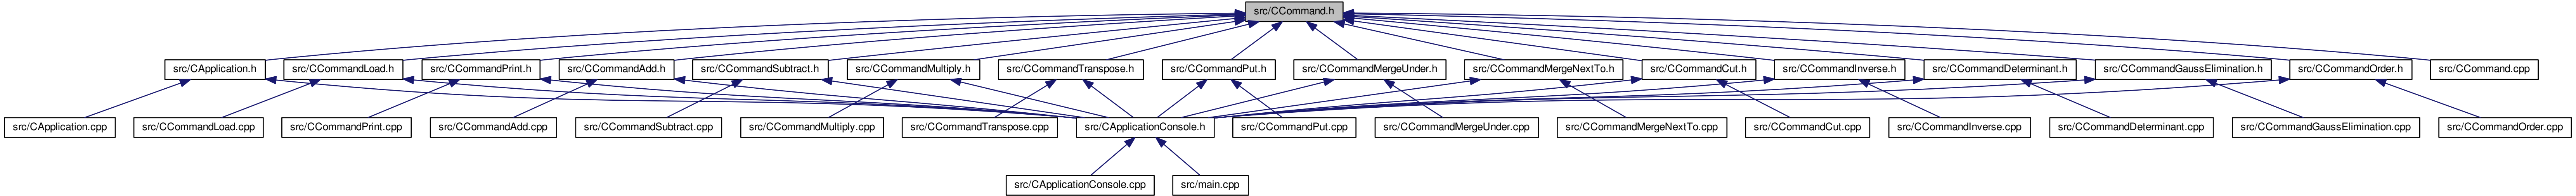 src/CCommand.h
src/CApplication.h
src/CCommandLoad.h
src/CCommandPrint.h
src/CCommandAdd.h
src/CCommandSubtract.h
src/CCommandMultiply.h
src/CCommandTranspose.h
src/CCommandPut.h
src/CCommandMergeUnder.h
src/CCommandMergeNextTo.h
src/CCommandCut.h
src/CCommandInverse.h
src/CCommandDeterminant.h
src/CCommandGaussElimination.h
src/CCommandOrder.h
src/CCommand.cpp
src/CApplication.cpp
src/CCommandLoad.cpp
src/CCommandPrint.cpp
src/CCommandAdd.cpp
src/CCommandSubtract.cpp
src/CCommandMultiply.cpp
src/CCommandTranspose.cpp
src/CApplicationConsole.h
src/CCommandPut.cpp
src/CCommandMergeUnder.cpp
src/CCommandMergeNextTo.cpp
src/CCommandCut.cpp
src/CCommandInverse.cpp
src/CCommandDeterminant.cpp
src/CCommandGaussElimination.cpp
src/CCommandOrder.cpp
src/CApplicationConsole.cpp
src/main.cpp